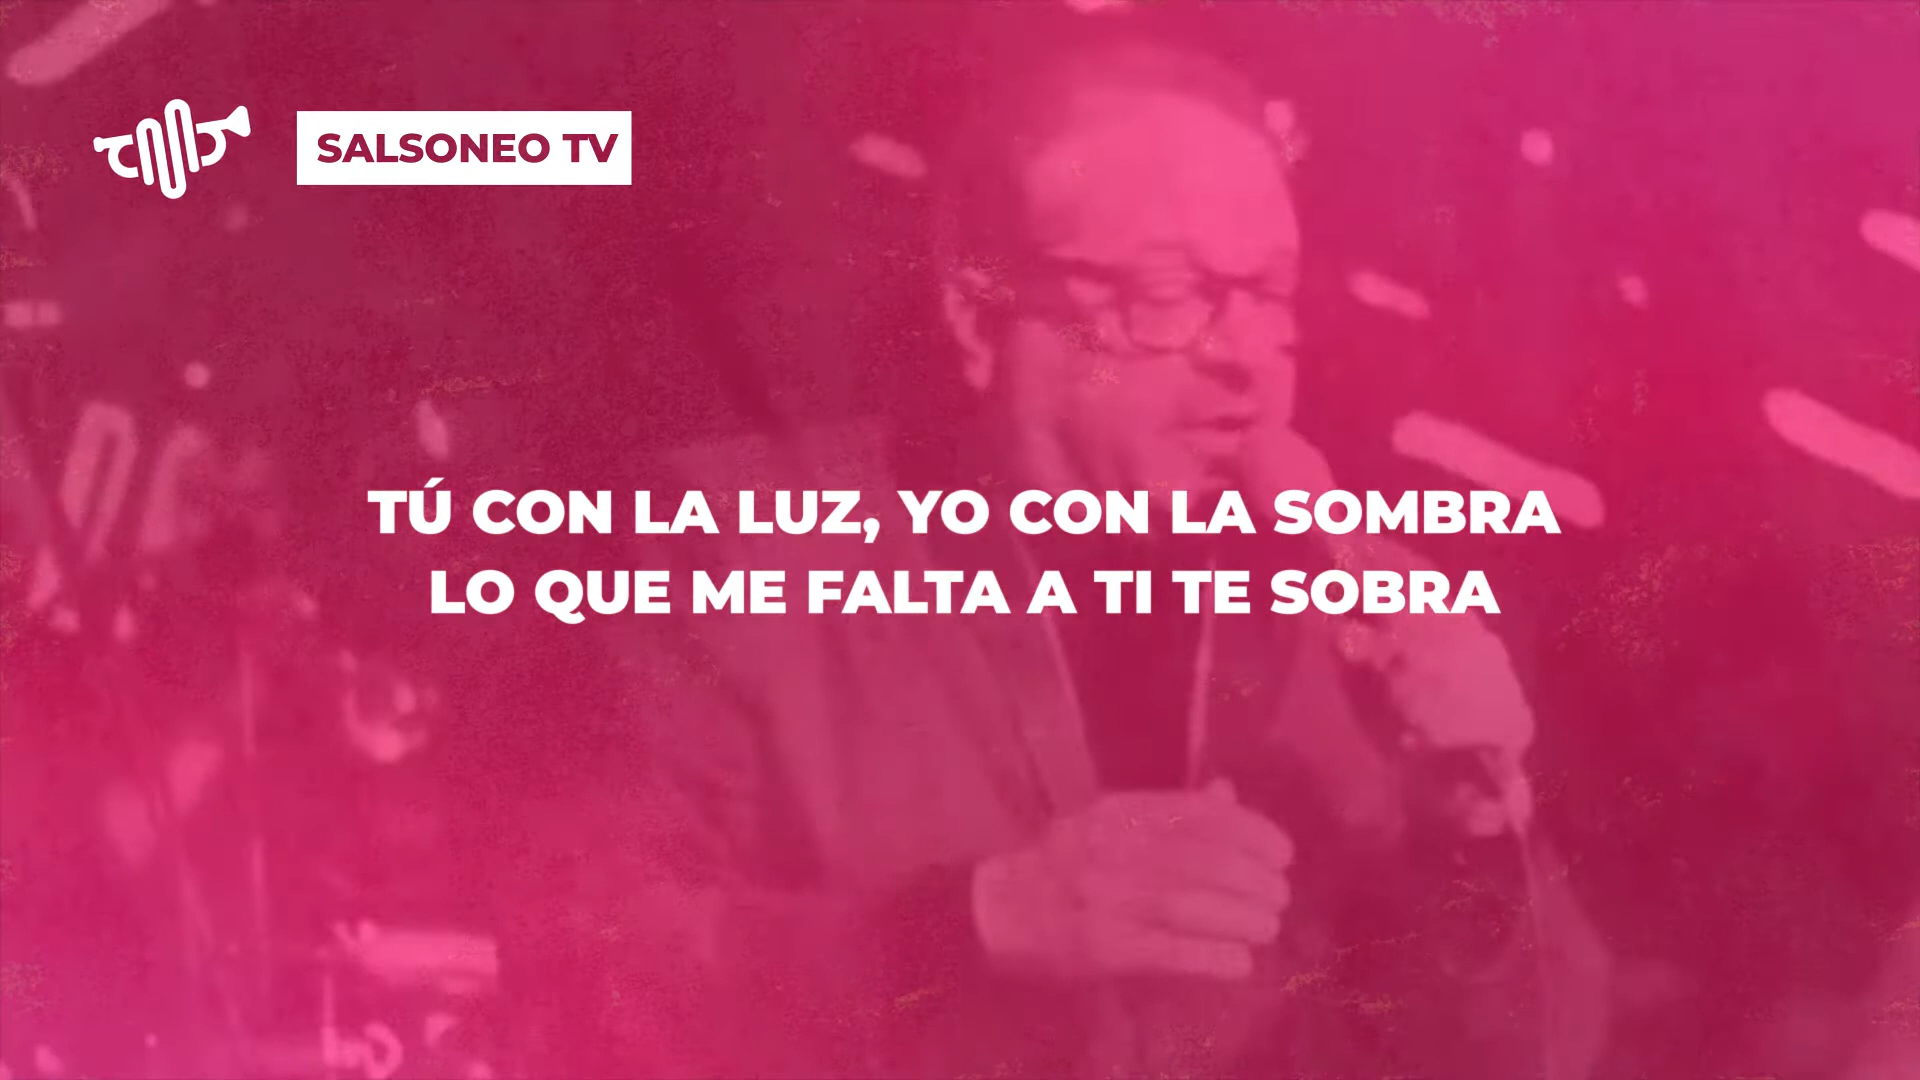 SALSONEO TV
TÚ CON LA LUZ, YO CON LA SOMBRA
LO QUE ME FALTA A TI TE SOBRA